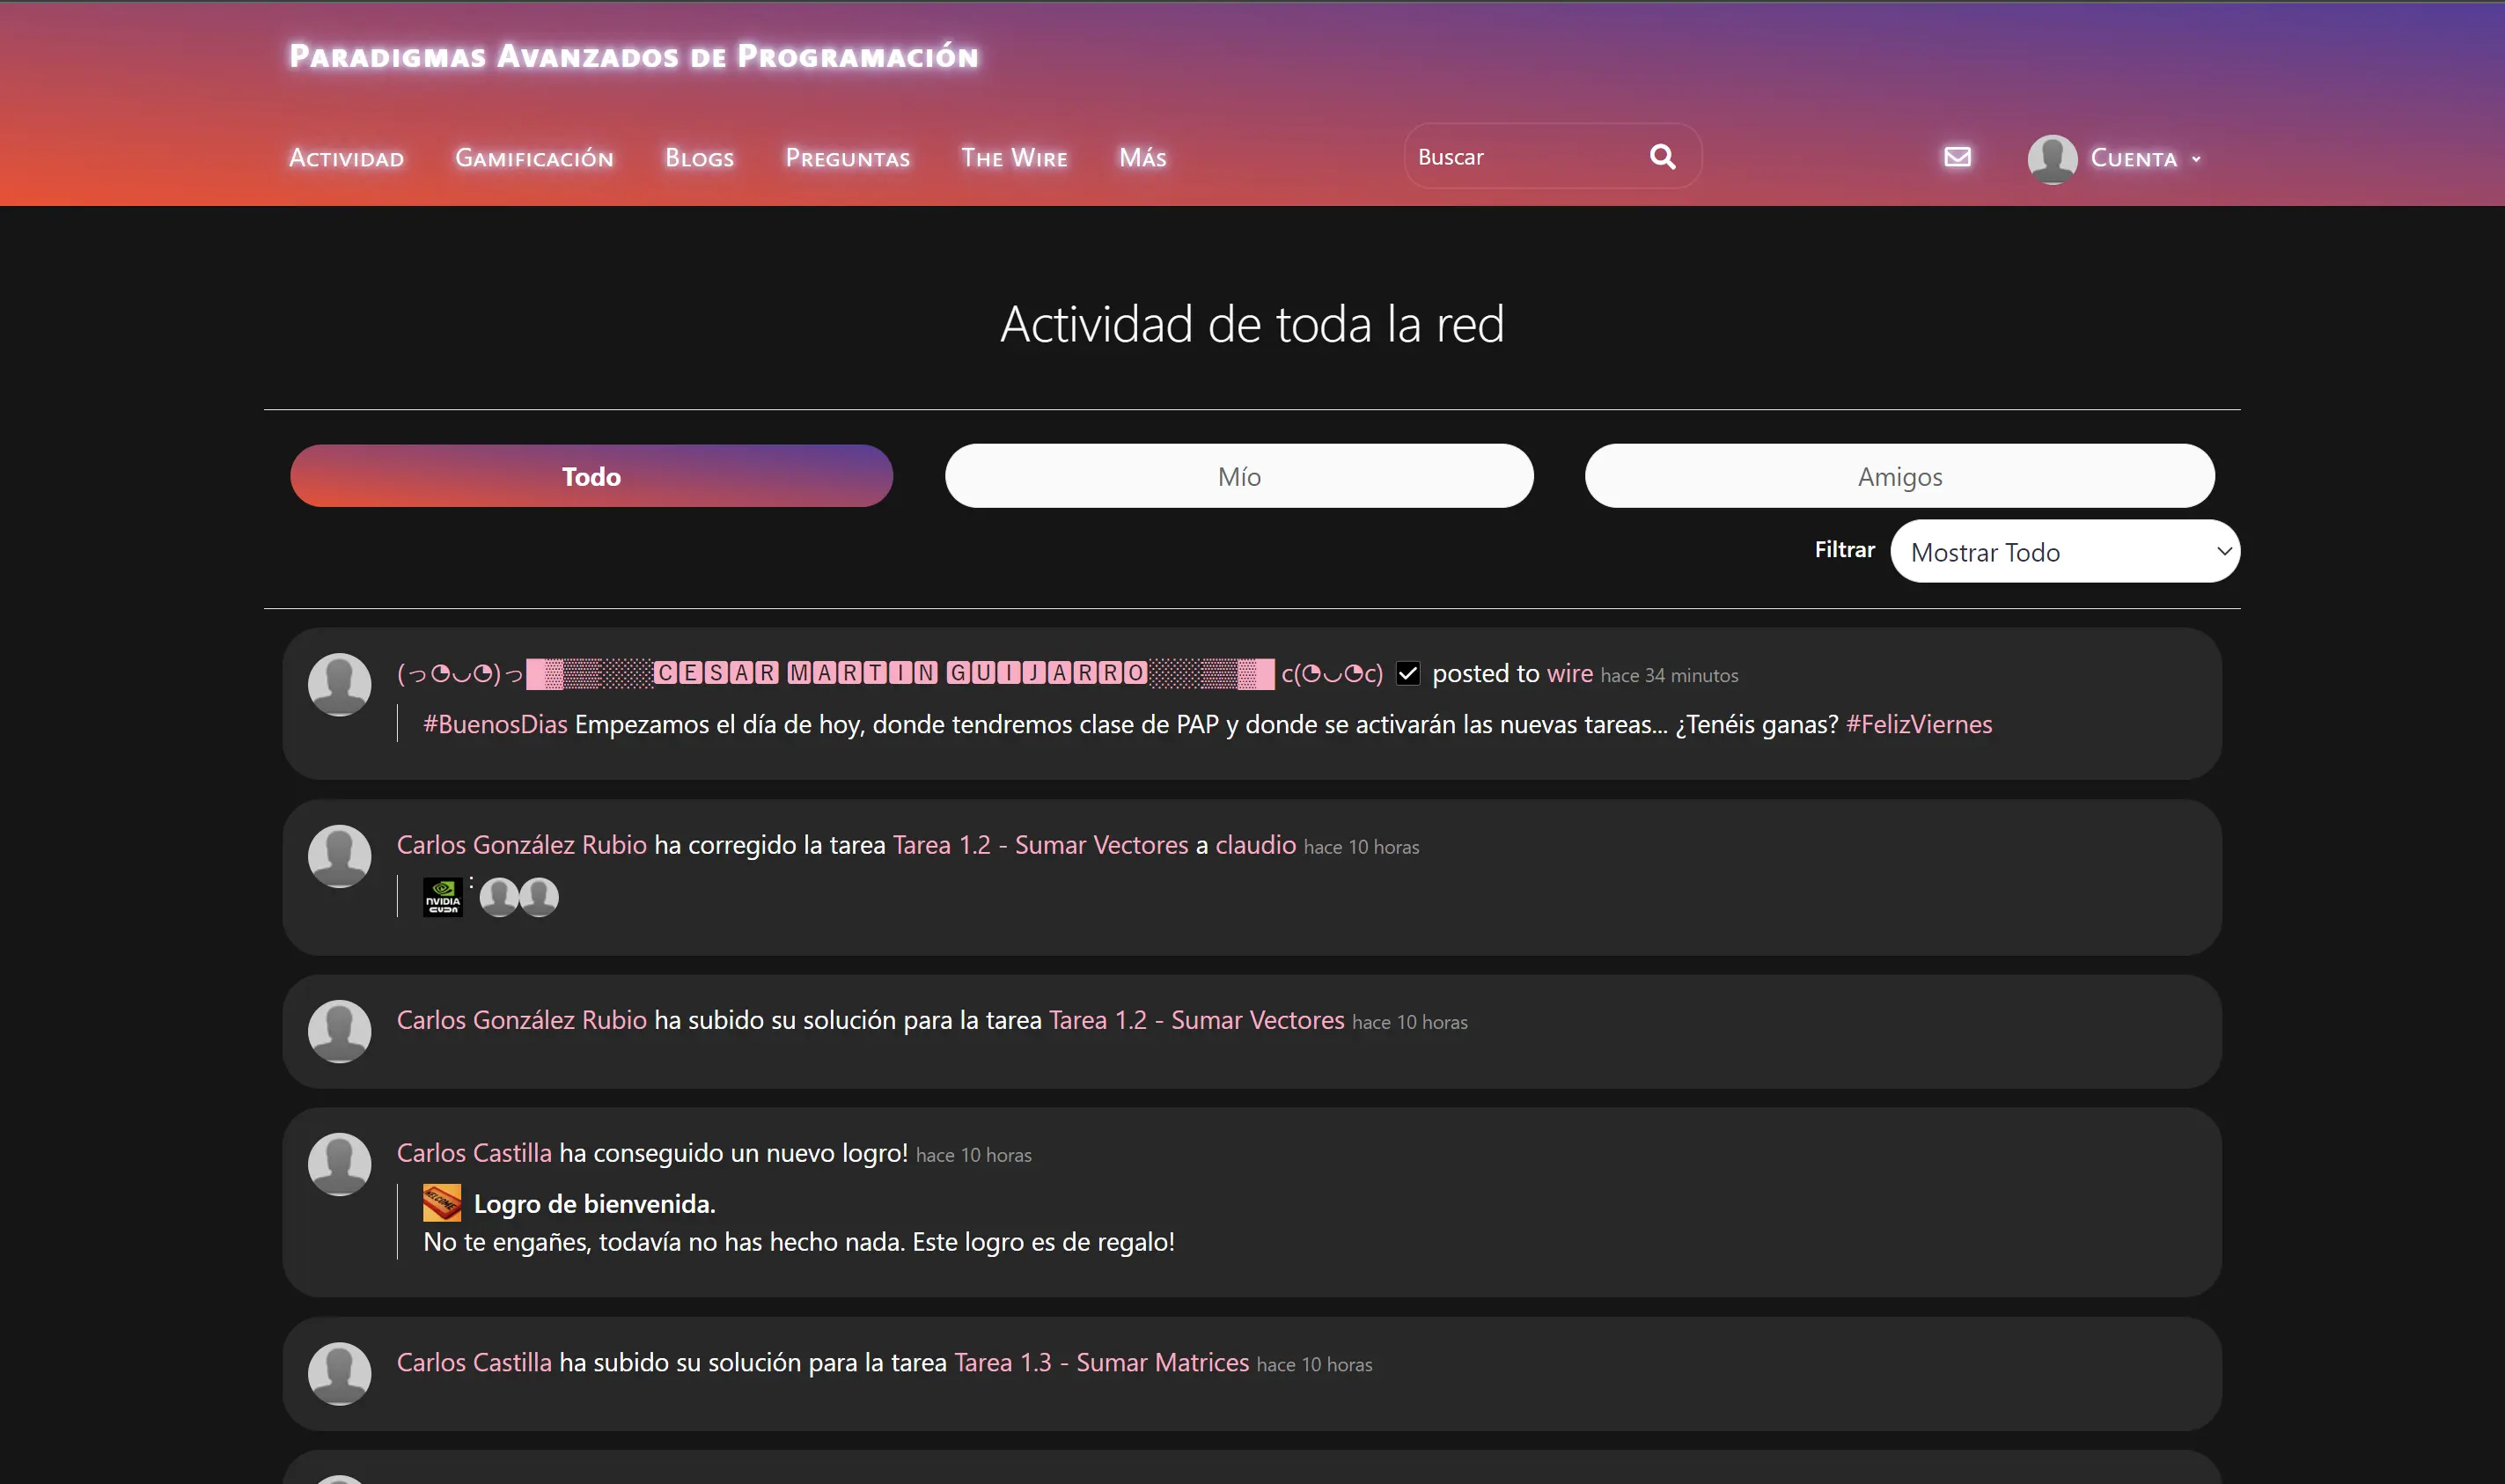 Paradigmas Avanzados de Programación
Actividad Gamificación Blogs Preguntas The Wire Más Buscar Cuenta
Actividad de toda la red
Todo Mío Amigos
Filtrar Mostrar Todo
(っ◔◡◔)っ█▓▒░░🅲🅴🆂🅰🆁 🅼🅰🆁🆃🅸🅽 🅶🆄🅸🅹🅰🆁🆁🅾░░▒▓█ c(◔◡◔c) ☑ posted to wire hace 34 minutos
#BuenosDias Empezamos el día de hoy, donde tendremos clase de PAP y donde se activarán las nuevas tareas... ¿Tenéis ganas? #FelizViernes
Carlos González Rubio ha corregido la tarea Tarea 1.2 - Sumar Vectores a claudio hace 10 horas
NVIDIA CUDA :
Carlos González Rubio ha subido su solución para la tarea Tarea 1.2 - Sumar Vectores hace 10 horas
Carlos Castilla ha conseguido un nuevo logro! hace 10 horas
WELCOME Logro de bienvenida.
No te engañes, todavía no has hecho nada. Este logro es de regalo!
Carlos Castilla ha subido su solución para la tarea Tarea 1.3 - Sumar Matrices hace 10 horas